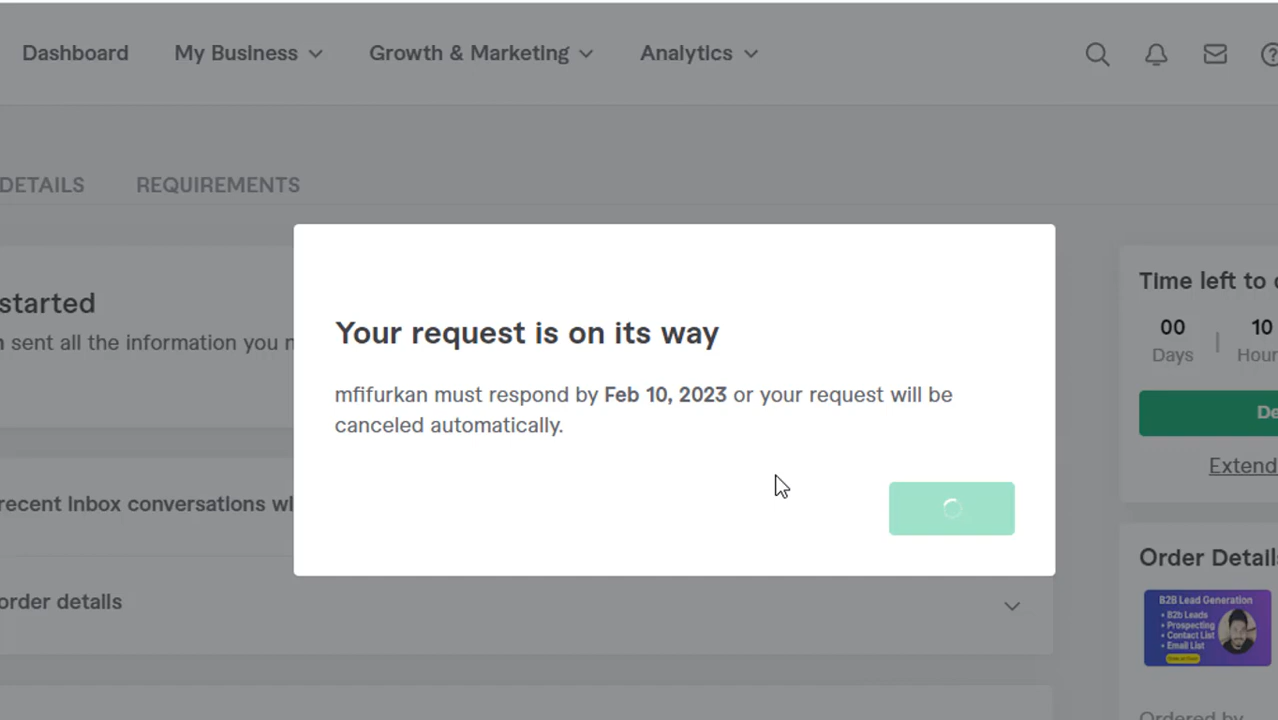 Dashboard My Business Growth & Marketing Analytics
DETAILS REQUIREMENTS
started
sent all the information you
Your request is on its way
mfifurkan must respond by Feb 10, 2023 or your request will be
canceled automatically.
recent Inbox conversations
order details
Time left to
00 10
Days
Extend
Order Details
B2B Lead Generation
• B2b Leads
• Prospecting
• Contact List
• Email List
Ordered by